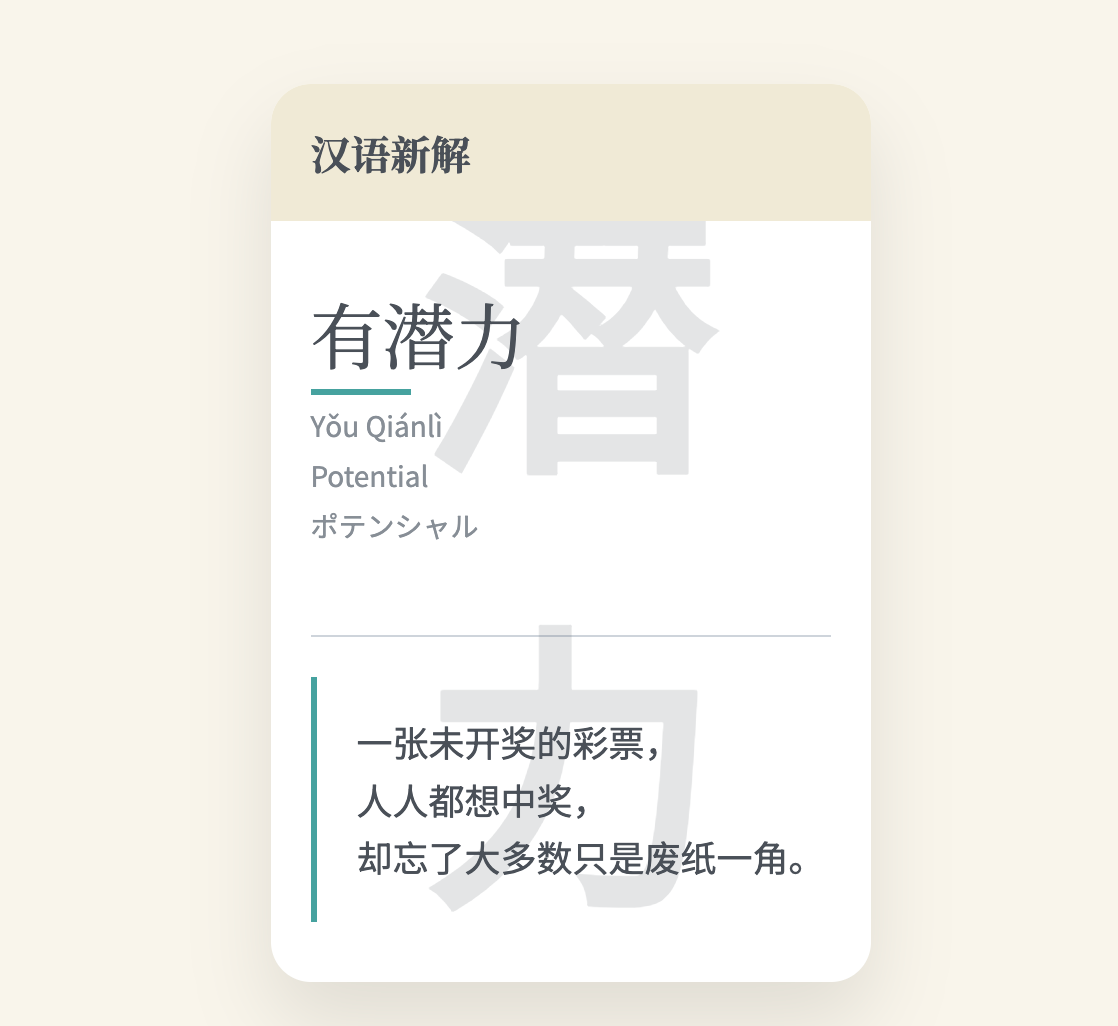 汉语新解
有潜力
Yǒu Qiánlì
Potential
ポテンシャル
一张未开奖的彩票，
人人都想中奖，
却忘了大多数只是废纸一角。
潜
力